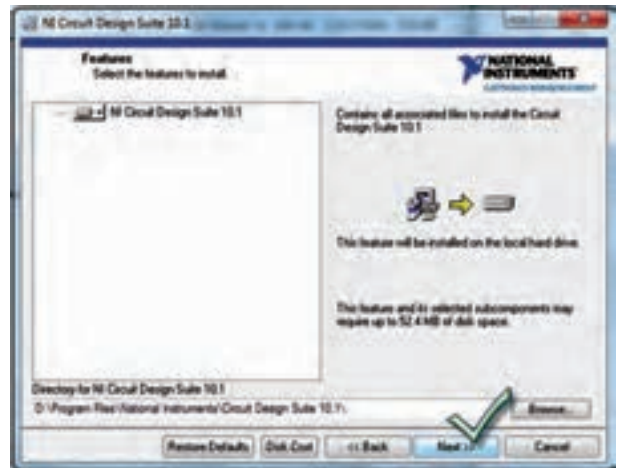 NI Circuit Design Suite 10.1
Features
Select the features to install.
NATIONAL
INSTRUMENTS
NI Circuit Design Suite 10.1
Contains all associated files to install the Circuit
Design Suite 10.1
This feature will be installed on the local hard drive.
This feature and its selected subcomponents may
require up to 52.4 MB of disk space.
Directory for NI Circuit Design Suite 10.1
D:\Program Files\National Instruments\Circuit Design Suite 10.1\
Browse...
Restore Defaults
Disk Cost
<< Back
Next >>
Cancel